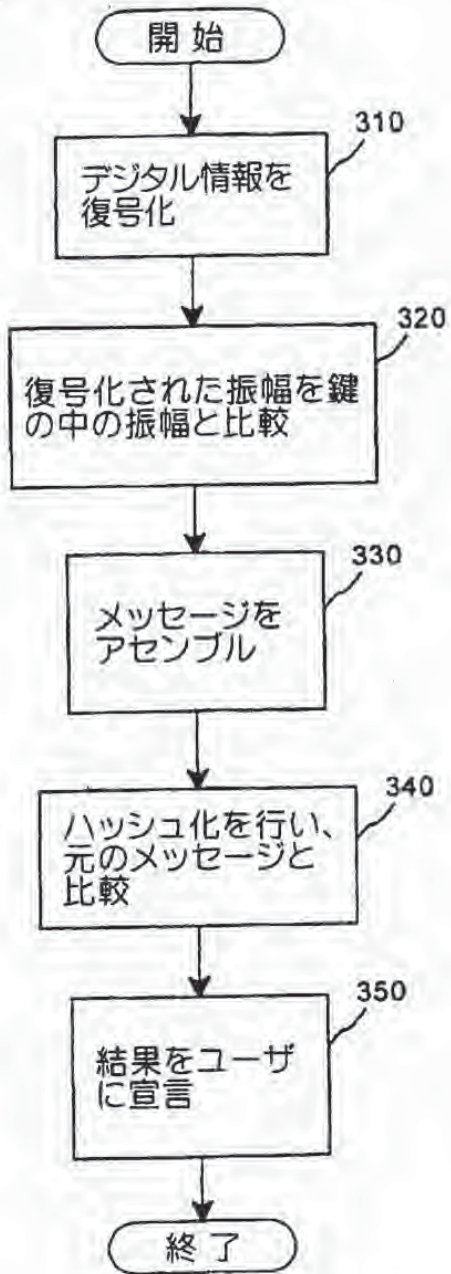 開始
310
デジタル情報を
復号化
320
復号化された振幅を鍵
の中の振幅と比較
330
メッセージを
アセンブル
340
ハッシュ化を行い、
元のメッセージと
比較
350
結果をユーザ
に宣言
終了